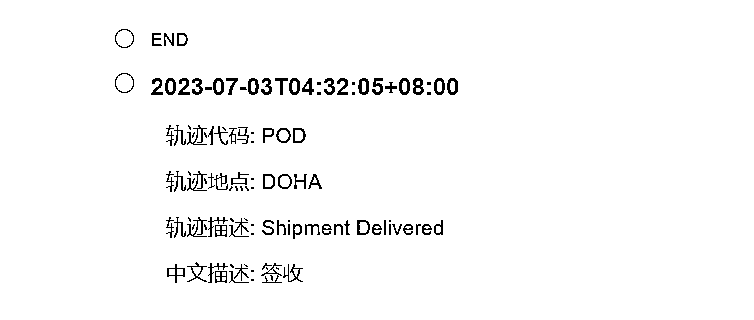 END
2023-07-03T04:32:05+08:00
轨迹代码: POD
轨迹地点: DOHA
轨迹描述: Shipment Delivered
中文描述: 签收